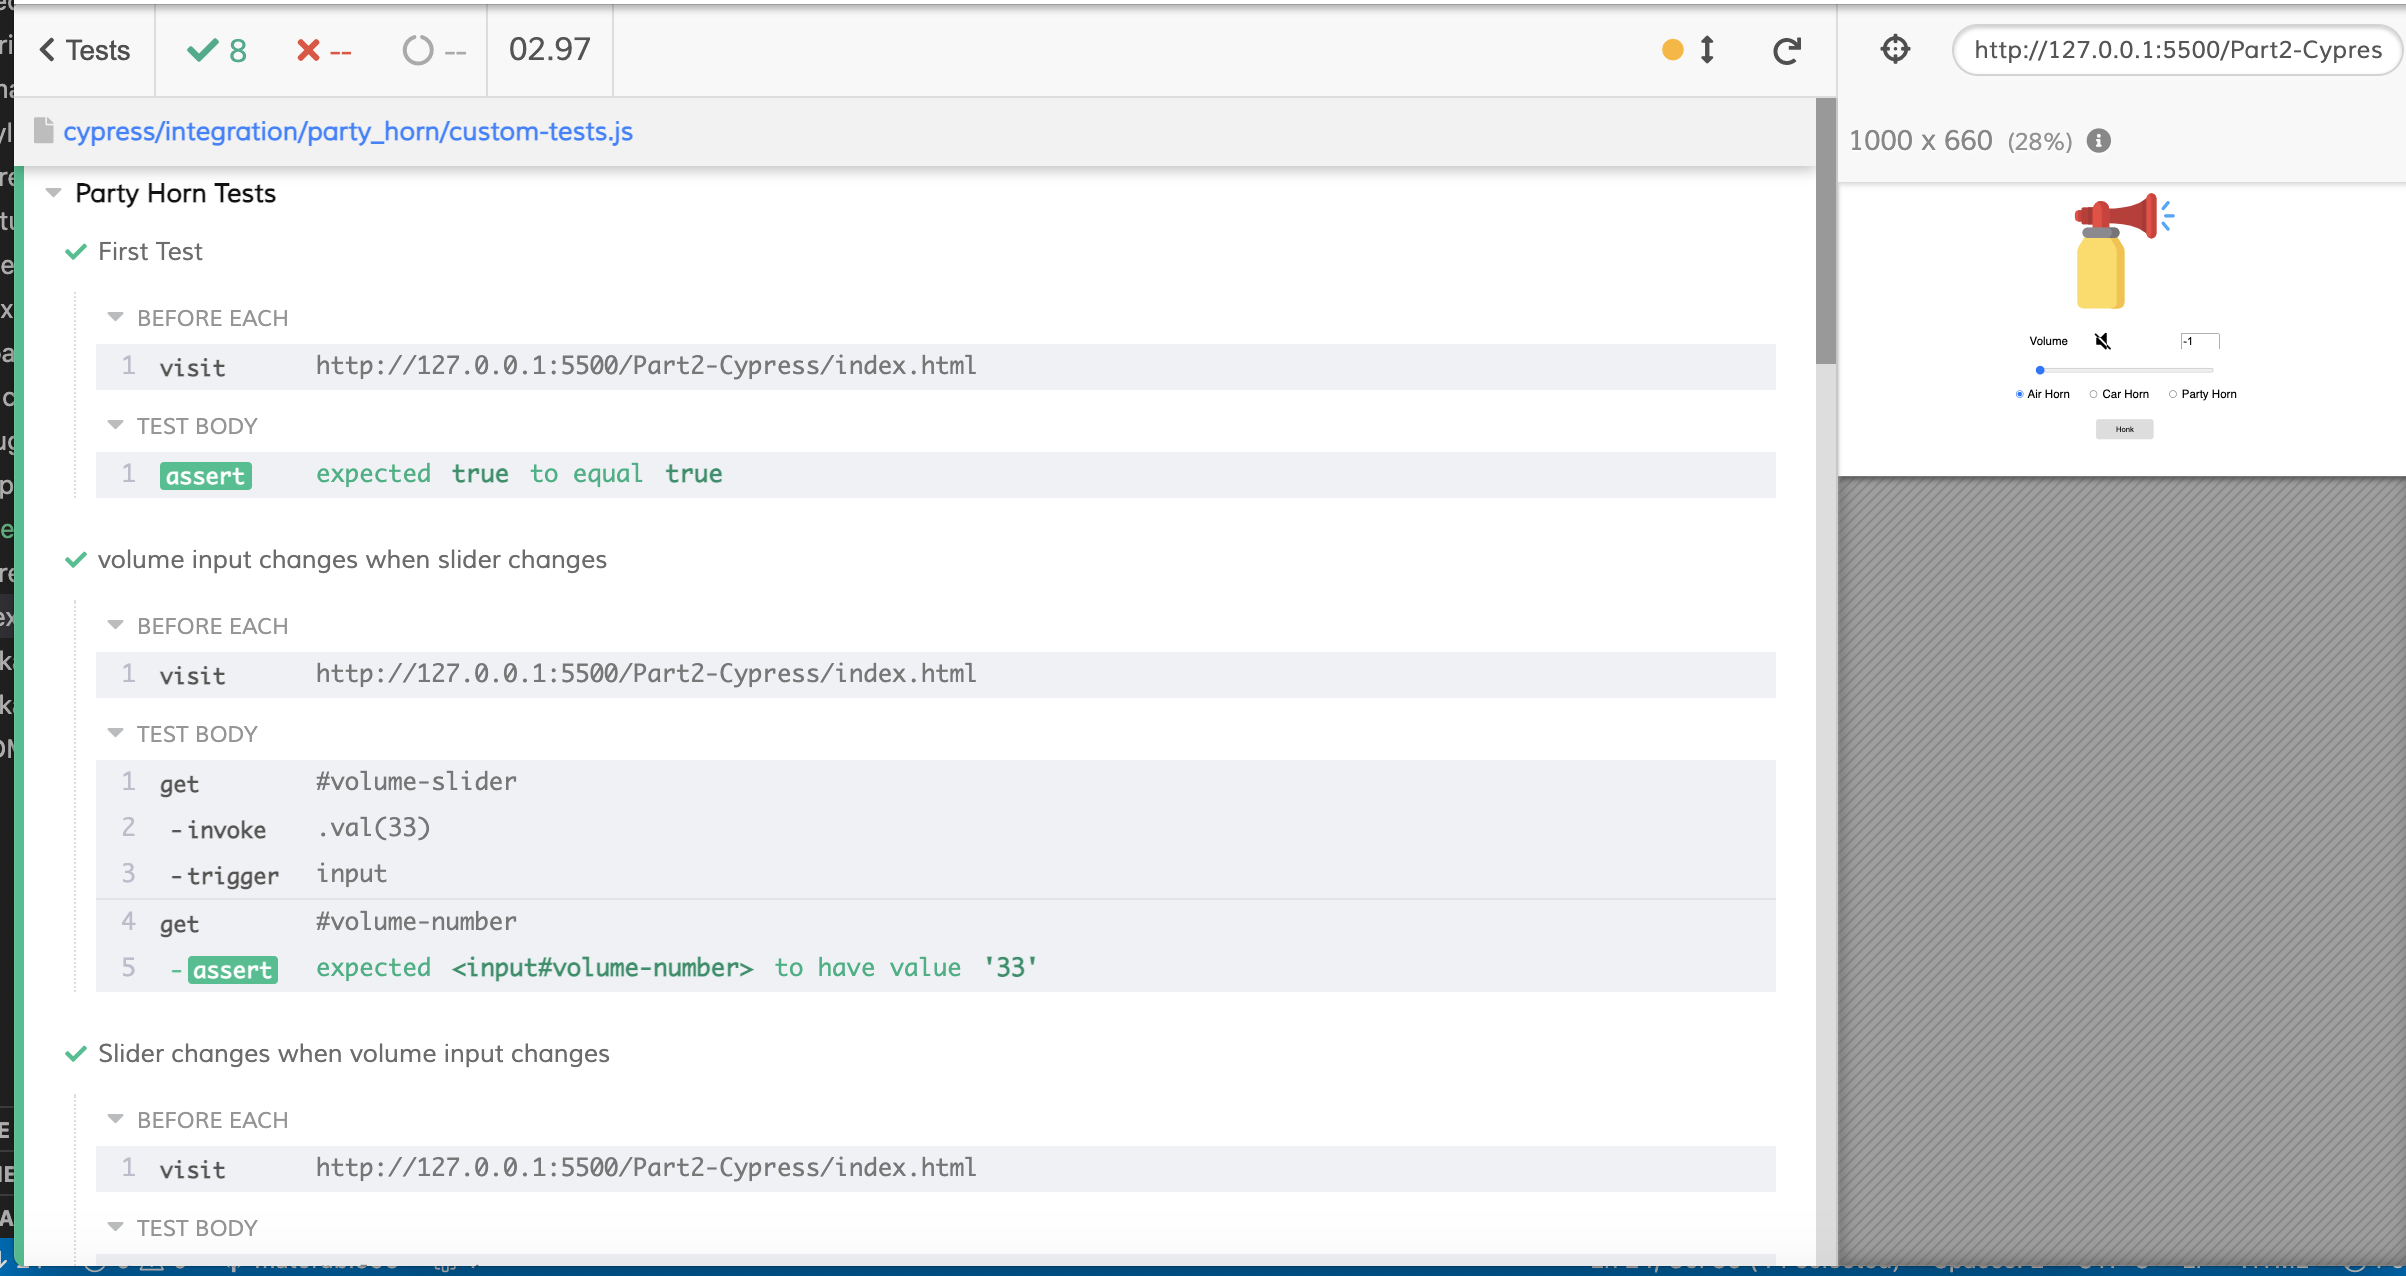 Tests 8 -- -- 02.97
cypress/integration/party_horn/custom-tests.js
Party Horn Tests
First Test
BEFORE EACH
1 visit http://127.0.0.1:5500/Part2-Cypress/index.html
TEST BODY
1 assert expected true to equal true
volume input changes when slider changes
BEFORE EACH
1 visit http://127.0.0.1:5500/Part2-Cypress/index.html
TEST BODY
1 get #volume-slider
2 -invoke .val(33)
3 -trigger input
4 get #volume-number
5 -assert expected <input#volume-number> to have value '33'
Slider changes when volume input changes
BEFORE EACH
1 visit http://127.0.0.1:5500/Part2-Cypress/index.html
TEST BODY
http://127.0.0.1:5500/Part2-Cypres
1000 x 660 (28%)
Volume -1
Air Horn Car Horn Party Horn
Honk